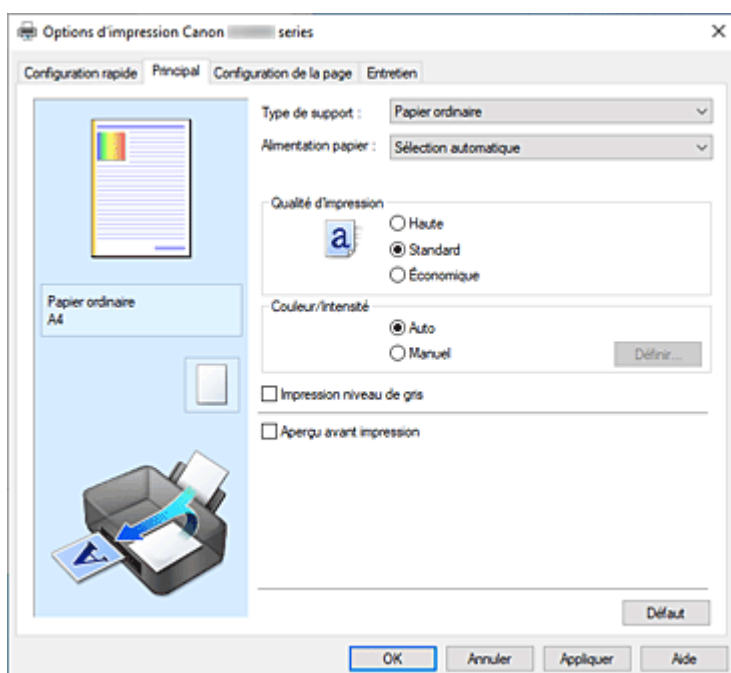 Options d'impression Canon series
Configuration rapide Principal Configuration de la page Entretien
Type de support : Papier ordinaire
Alimentation papier : Sélection automatique
Qualité d'impression
a
Haute
Standard
Économique
Papier ordinaire
A4
Couleur/Intensité
Auto
Manuel Définir...
Impression niveau de gris
Aperçu avant impression
A
Défaut
OK Annuler Appliquer Aide